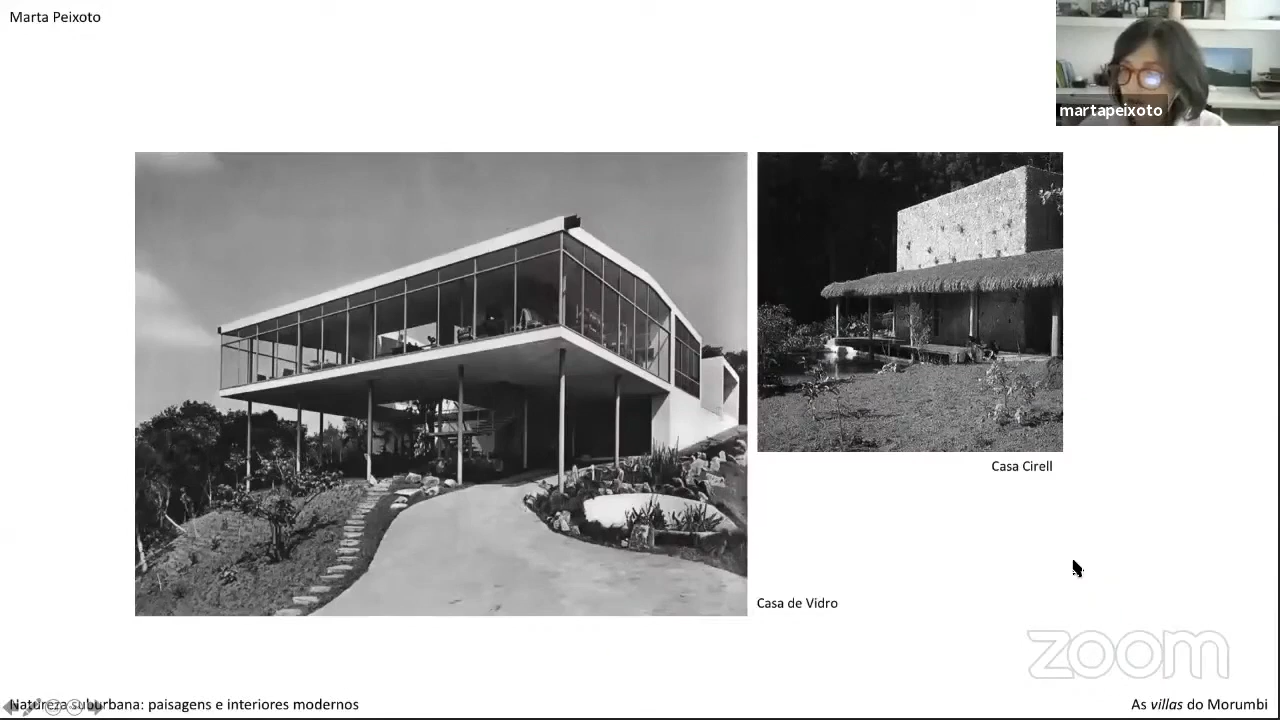 Marta Peixoto
martapeixoto
Casa Cirell
Casa de Vidro
zoom
Natureza suburbana: paisagens e interiores modernos
As villas do Morumbi